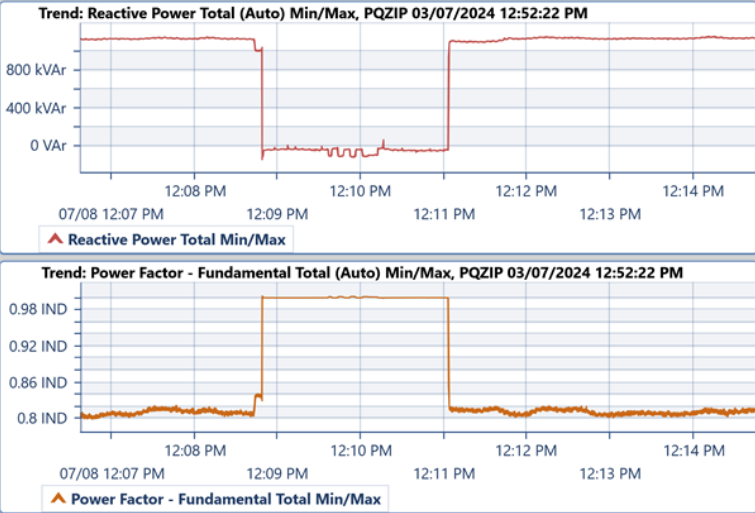 Trend: Reactive Power Total (Auto) Min/Max, PQZIP 03/07/2024 12:52:22 PM
800 kVAr
400 kVAr
0 VAr
12:08 PM 12:10 PM 12:12 PM 12:14 PM
07/08 12:07 PM 12:09 PM 12:11 PM 12:13 PM
Reactive Power Total Min/Max
Trend: Power Factor - Fundamental Total (Auto) Min/Max, PQZIP 03/07/2024 12:52:22 PM
0.98 IND
0.92 IND
0.86 IND
0.8 IND
12:08 PM 12:10 PM 12:12 PM 12:14 PM
07/08 12:07 PM 12:09 PM 12:11 PM 12:13 PM
Power Factor - Fundamental Total Min/Max